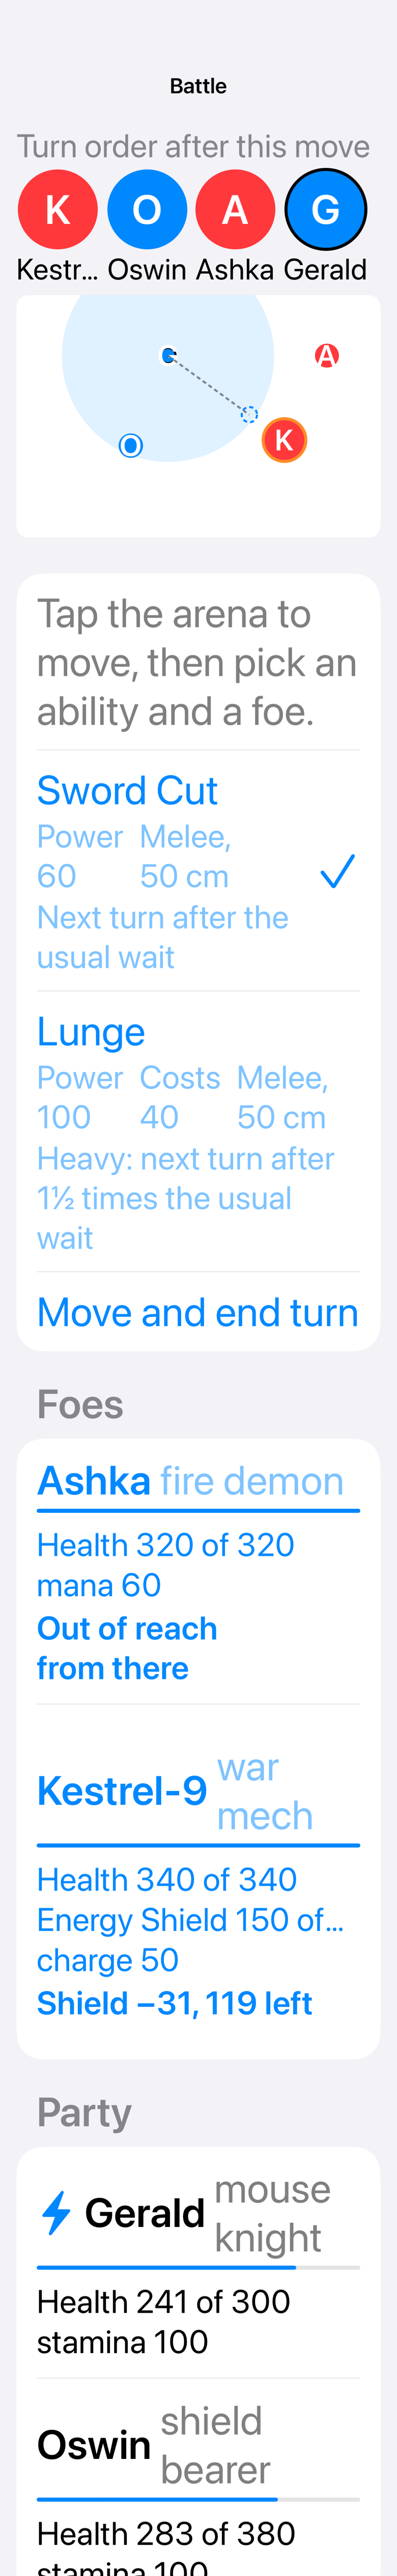 Battle
Turn order after this move
K O A G
Kestr... Oswin Ashka Gerald
A
K
O
Tap the arena to
move, then pick an
ability and a foe.
Sword Cut
Power Melee,
60 50 cm
Next turn after the
usual wait
Lunge
Power Costs Melee,
100 40 50 cm
Heavy: next turn after
1½ times the usual
wait
Move and end turn
Foes
Ashka fire demon
Health 320 of 320
mana 60
Out of reach
from there
Kestrel-9 war
mech
Health 340 of 340
Energy Shield 150 of...
charge 50
Shield −31, 119 left
Party
Gerald mouse
knight
Health 241 of 300
stamina 100
Oswin shield
bearer
Health 283 of 380
stamina 100